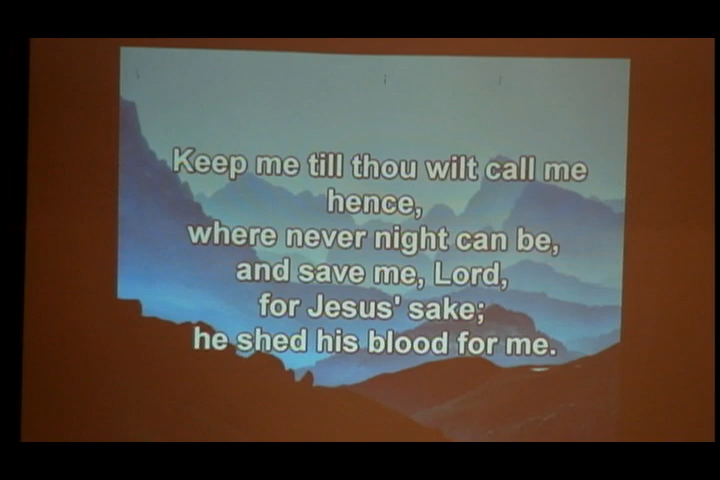 Keep me till thou wilt call me
hence,
where never night can be,
and save me, Lord,
for Jesus' sake;
he shed his blood for me.